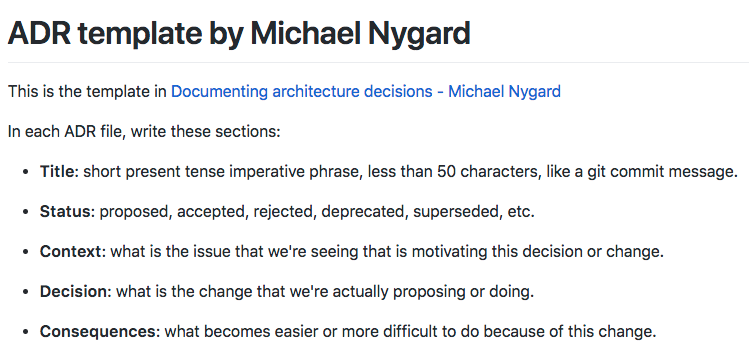 ADR template by Michael Nygard
This is the template in Documenting architecture decisions - Michael Nygard
In each ADR file, write these sections:
• Title: short present tense imperative phrase, less than 50 characters, like a git commit message.
• Status: proposed, accepted, rejected, deprecated, superseded, etc.
• Context: what is the issue that we're seeing that is motivating this decision or change.
• Decision: what is the change that we're actually proposing or doing.
• Consequences: what becomes easier or more difficult to do because of this change.